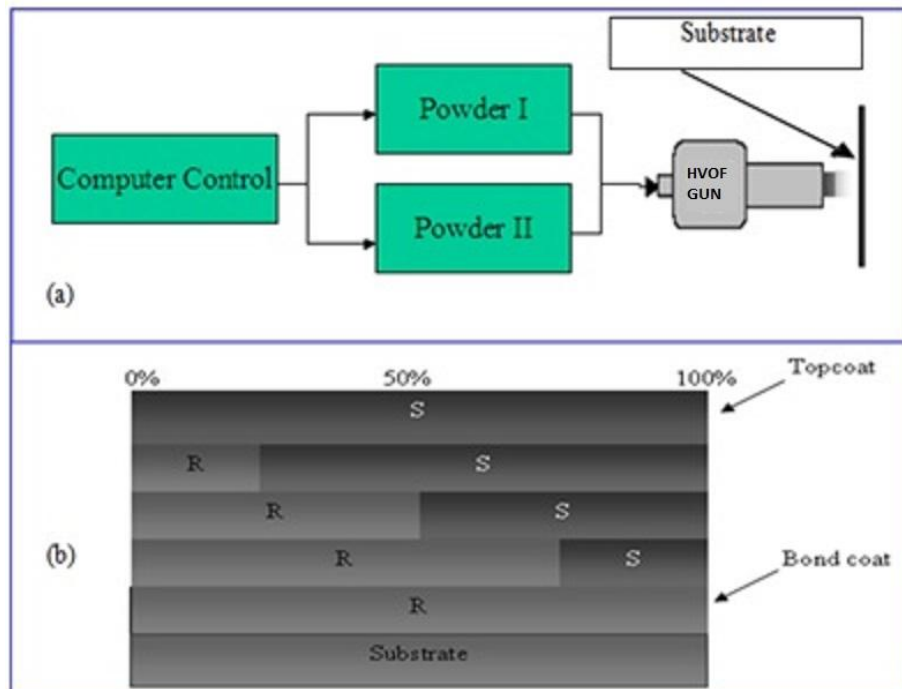 Substrate
Powder I
Computer Control
Powder II
HVOF
GUN
(a)
0%
50%
100%
Topcoat
S
R
S
R
S
(b)
R
S
Bond coat
R
Substrate